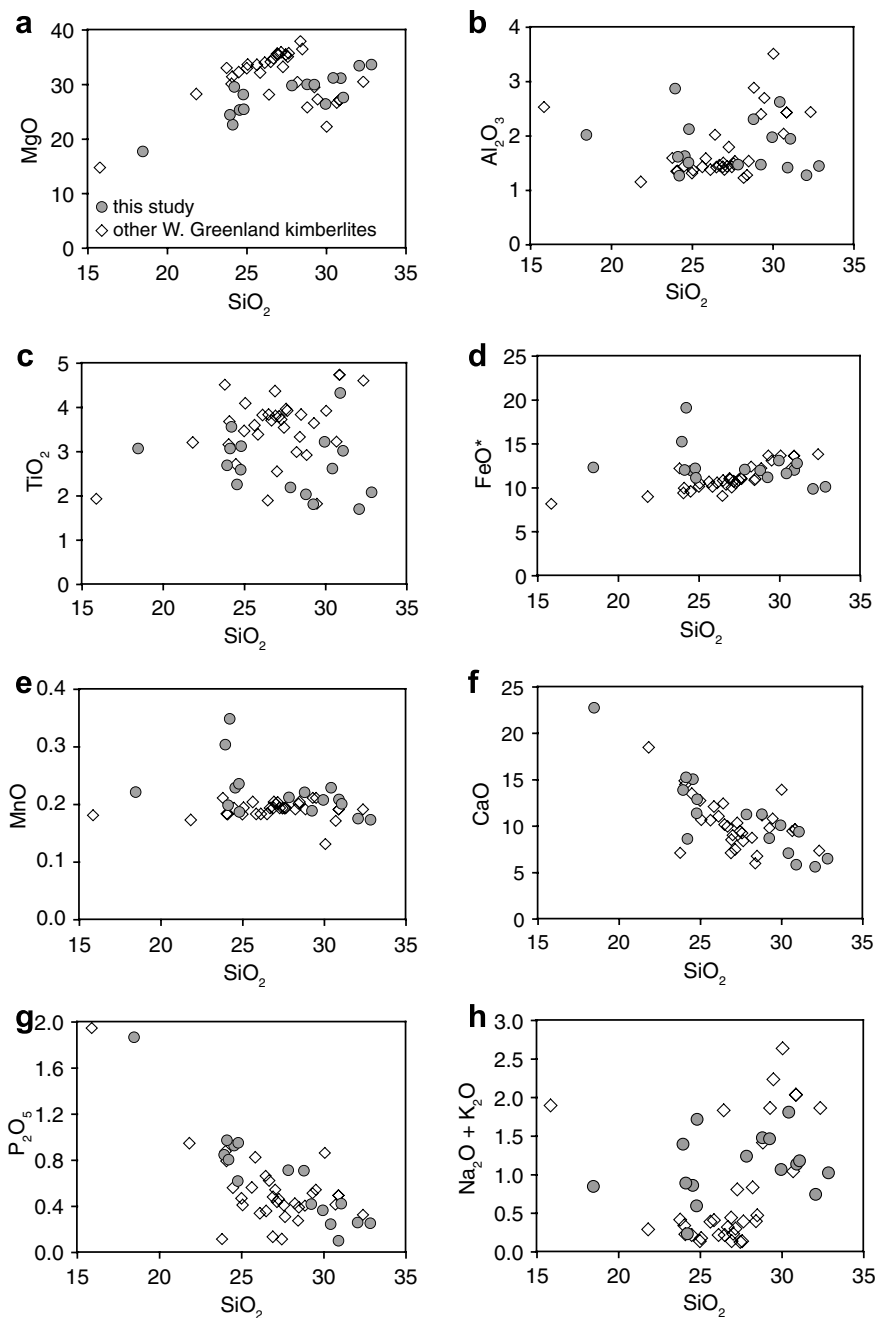 a
40
30
20
10
0
MgO
this study
other W. Greenland kimberlites
15 20 25 30 35
SiO₂
b
4
3
2
1
0
Al₂O₃
15 20 25 30 35
SiO₂
c
5
4
3
2
1
0
TiO₂
15 20 25 30 35
SiO₂
d
25
20
15
10
5
0
FeO*
15 20 25 30 35
SiO₂
e
0.4
0.3
0.2
0.1
0.0
MnO
15 20 25 30 35
SiO₂
f
25
20
15
10
5
0
CaO
15 20 25 30 35
SiO₂
g
2.0
1.6
1.2
0.8
0.4
0.0
P₂O₅
15 20 25 30 35
SiO₂
h
3.0
2.5
2.0
1.5
1.0
0.5
0.0
Na₂O + K₂O
15 20 25 30 35
SiO₂